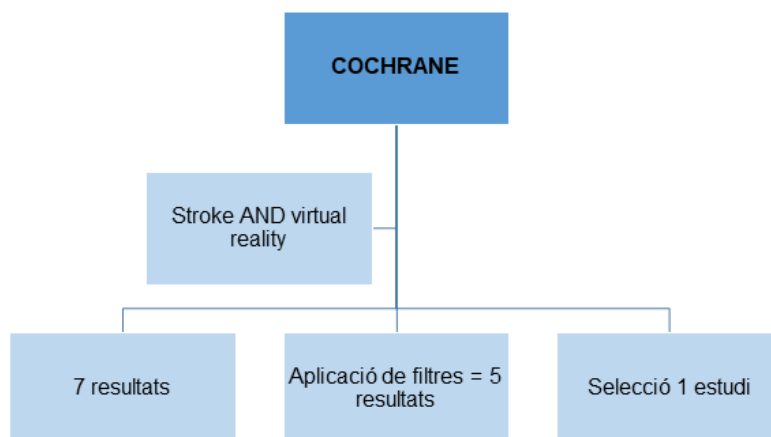 COCHRANE
Stroke AND virtual
reality
7 resultats
Aplicació de filtres = 5
resultats
Selecció 1 estudi